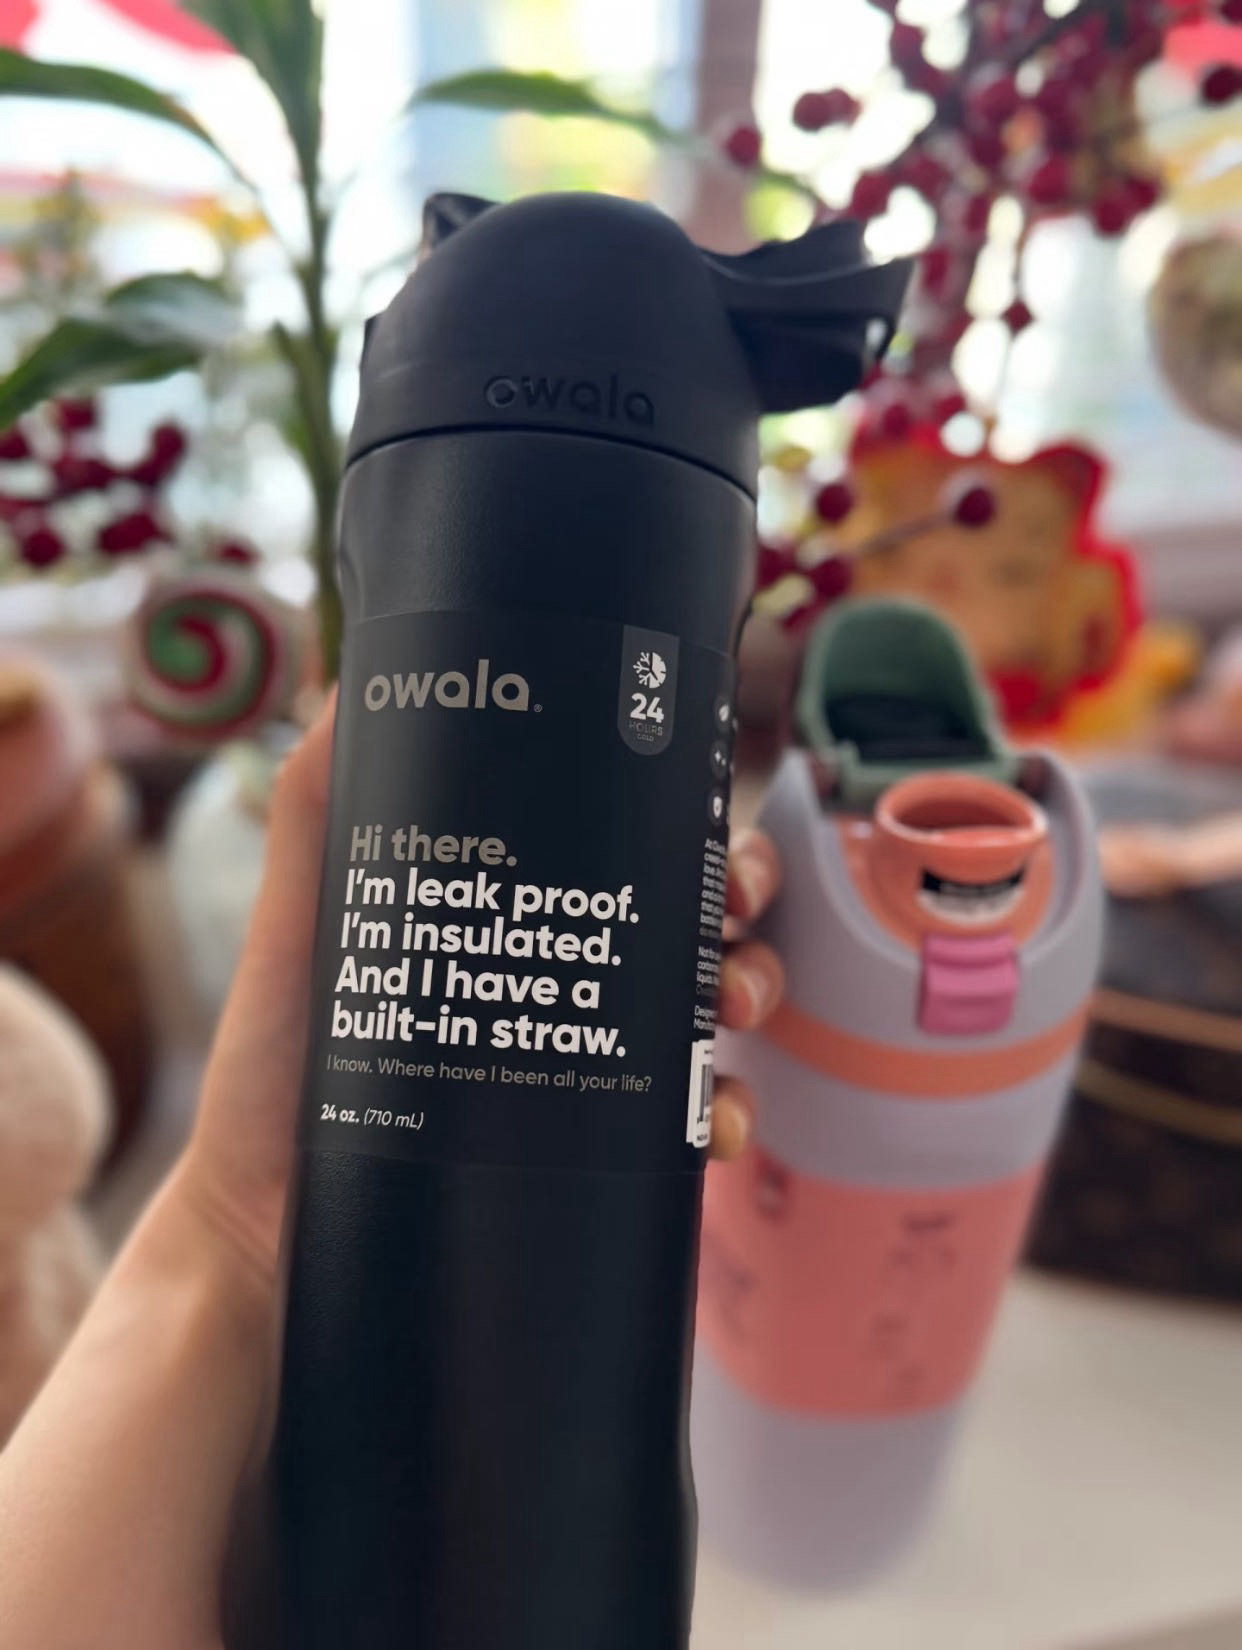 owala
owala®
24
HOURS
COLD
Hi there.
I'm leak proof.
I'm insulated.
And I have a
built-in straw.
I know. Where have I been all your life?
24 oz. (710 mL)